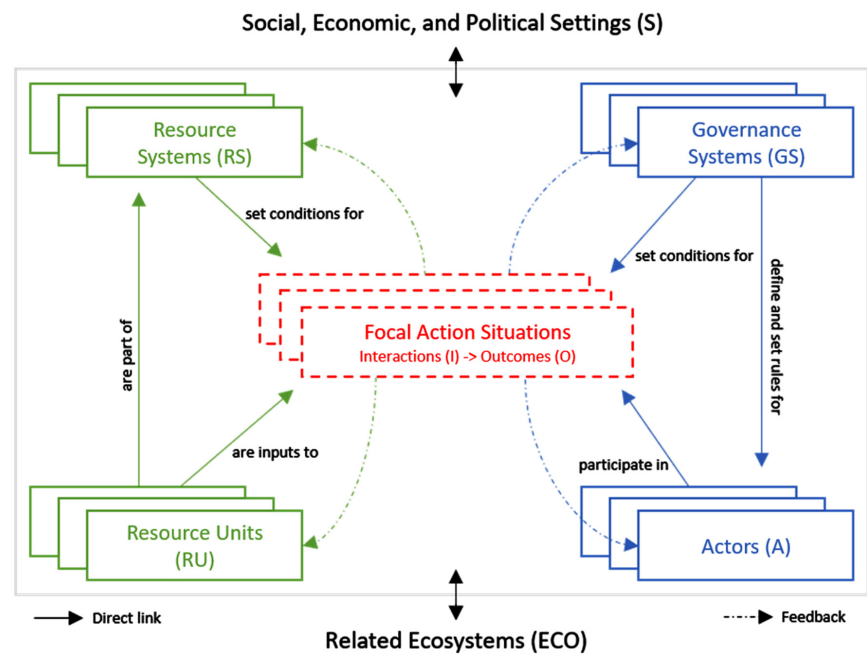 Social, Economic, and Political Settings (S)
Resource
Systems (RS)
Governance
Systems (GS)
set conditions for
set conditions for
define and set rules for
Focal Action Situations
Interactions (I) -> Outcomes (O)
are part of
are inputs to
participate in
Resource Units
(RU)
Actors (A)
Direct link
Feedback
Related Ecosystems (ECO)